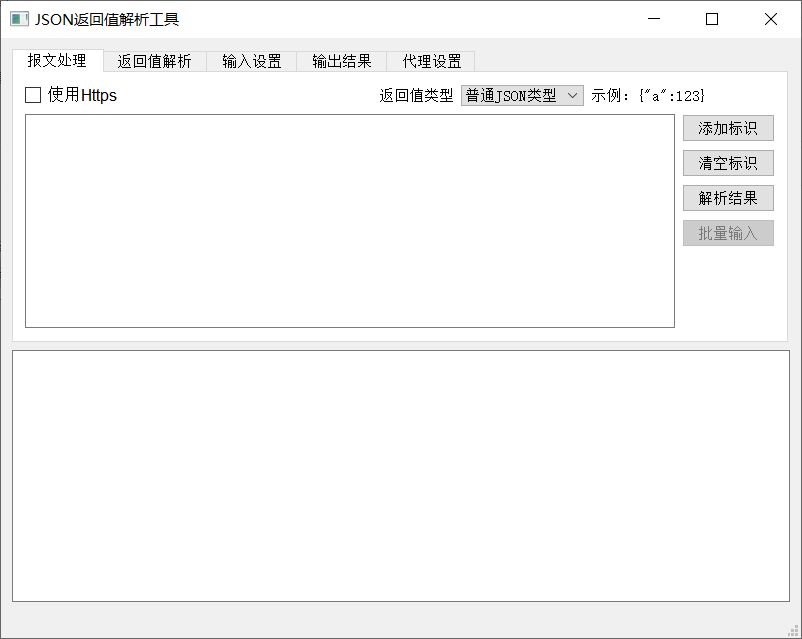 JSON返回值解析工具
报文处理 返回值解析 输入设置 输出结果 代理设置
使用Https 返回值类型 普通JSON类型 示例：{"a":123}
添加标识
清空标识
解析结果
批量输入